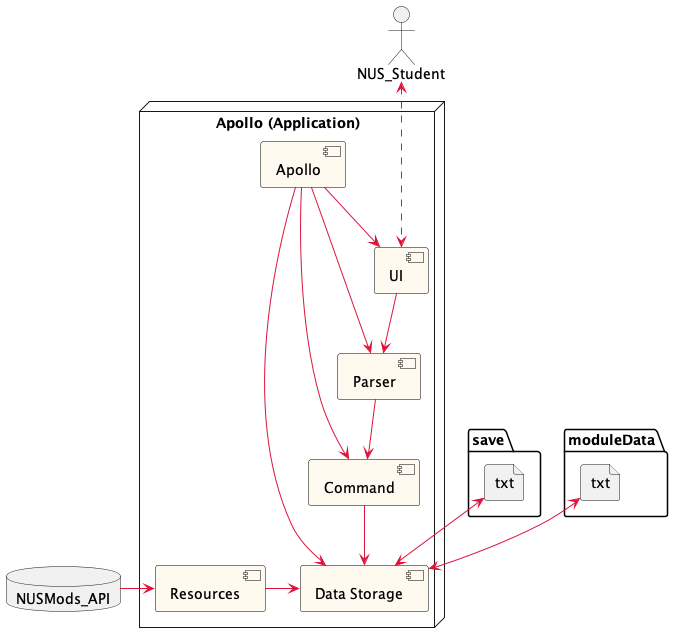 NUS_Student
Apollo (Application)
Apollo
UI
Parser
save
moduleData
txt
txt
Command
NUSMods_API
Resources
Data Storage